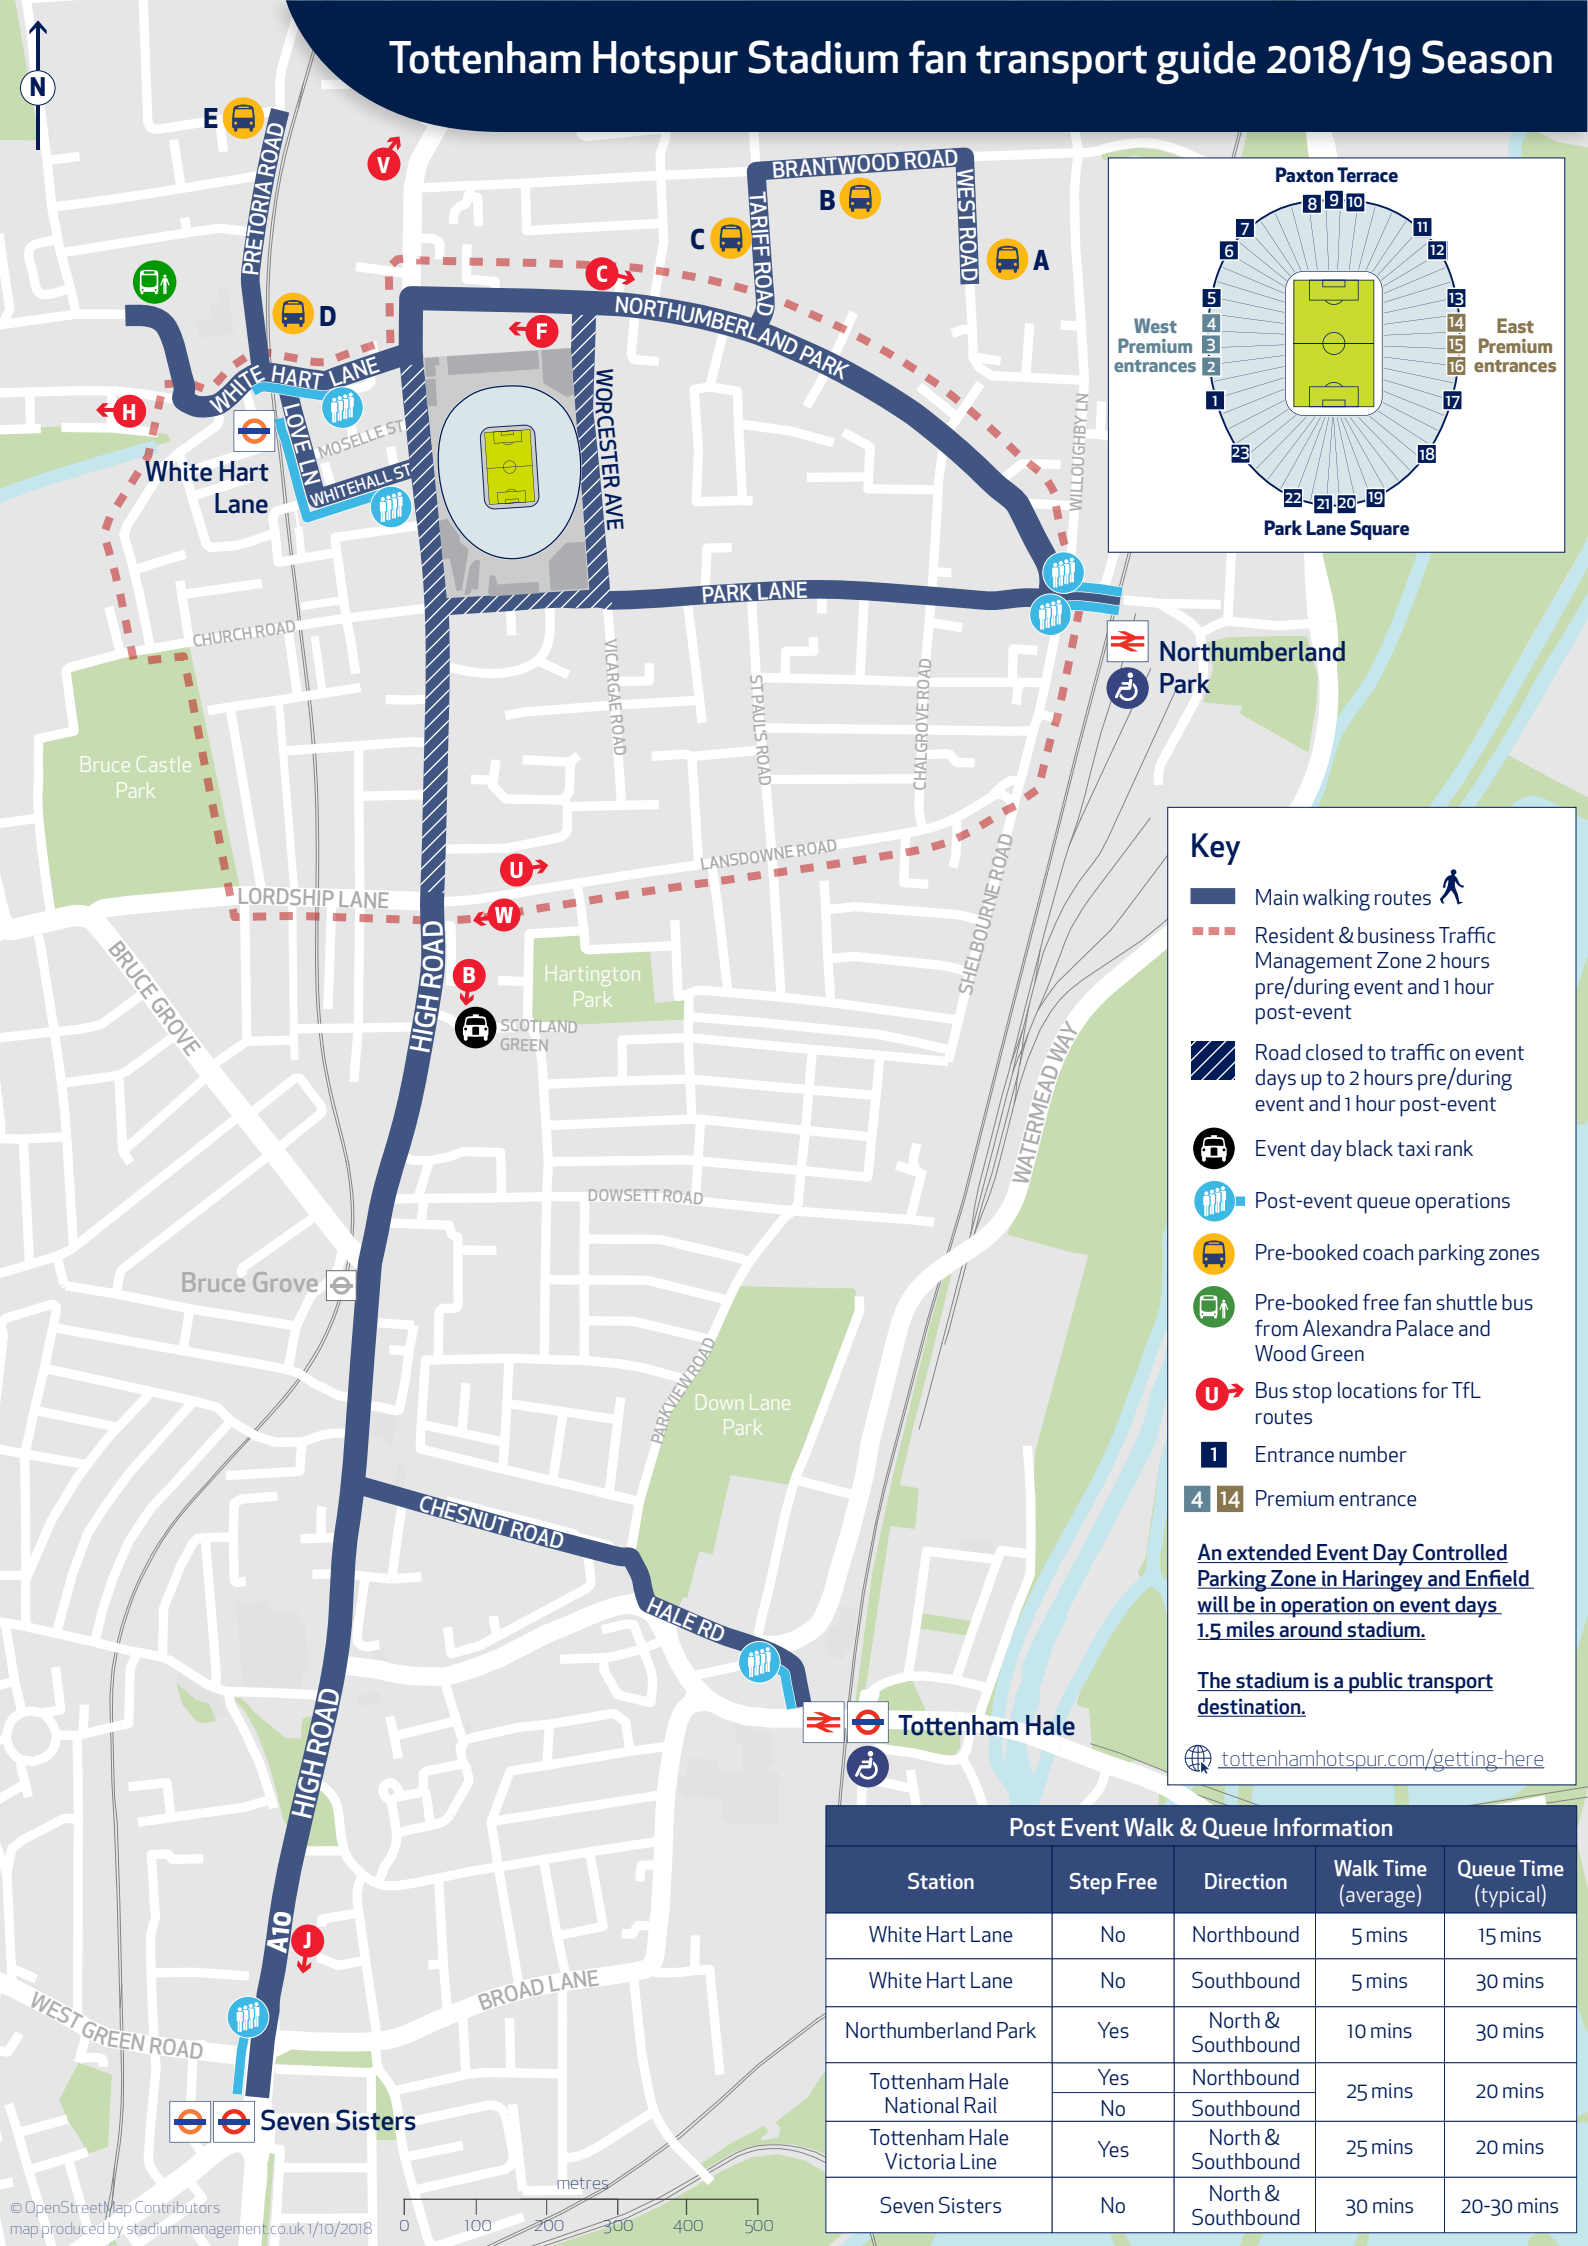 Tottenham Hotspur Stadium fan transport guide 2018/19 Season
N
E
V
PRETORIA ROAD
BRANTWOOD ROAD
B
C
TARIFF ROAD
WEST ROAD
A
C
D
F
NORTHUMBERLAND PARK
WHITE HART LANE
H
LOVE LN
MOSELLE ST
WHITEHALL ST
WORCESTER AVE
WILLOUGHBY LN
White Hart
Lane
PARK LANE
Northumberland
Park
CHURCH ROAD
VICARGAE ROAD
ST PAUL'S ROAD
CHALGROVE ROAD
Bruce Castle
Park
LANSDOWNE ROAD
U
LORDSHIP LANE
W
SHELBOURNE ROAD
BRUCE GROVE
HIGH ROAD
B
Hartington
Park
SCOTLAND
GREEN
WATERMEAD WAY
DOWSETT ROAD
Bruce Grove
PARKVIEW ROAD
Down Lane
Park
CHESNUT ROAD
HALE RD
Tottenham Hale
HIGH ROAD
A10
J
BROAD LANE
WEST GREEN ROAD
Seven Sisters
metres
0 100 200 300 400 500
© OpenStreetMap Contributors
map produced by stadiummanagement.co.uk 1/10/2018
Paxton Terrace
8 9 10
7 11
6 12
5 13
4 14
3 15
2 16
West
Premium
entrances
East
Premium
entrances
1 17
23 18
22 21 20 19
Park Lane Square
Key
Main walking routes
Resident & business Traffic
Management Zone 2 hours
pre/during event and 1 hour
post-event
Road closed to traffic on event
days up to 2 hours pre/during
event and 1 hour post-event
Event day black taxi rank
Post-event queue operations
Pre-booked coach parking zones
Pre-booked free fan shuttle bus
from Alexandra Palace and
Wood Green
U Bus stop locations for TfL
routes
1 Entrance number
4 14 Premium entrance
An extended Event Day Controlled
Parking Zone in Haringey and Enfield
will be in operation on event days
1.5 miles around stadium.
The stadium is a public transport
destination.
tottenhamhotspur.com/getting-here
Post Event Walk & Queue Information
Station Step Free Direction Walk Time (average) Queue Time (typical)
White Hart Lane No Northbound 5 mins 15 mins
White Hart Lane No Southbound 5 mins 30 mins
Northumberland Park Yes North & Southbound 10 mins 30 mins
Tottenham Hale National Rail Yes Northbound 25 mins 20 mins
No Southbound
Tottenham Hale Victoria Line Yes North & Southbound 25 mins 20 mins
Seven Sisters No North & Southbound 30 mins 20-30 mins